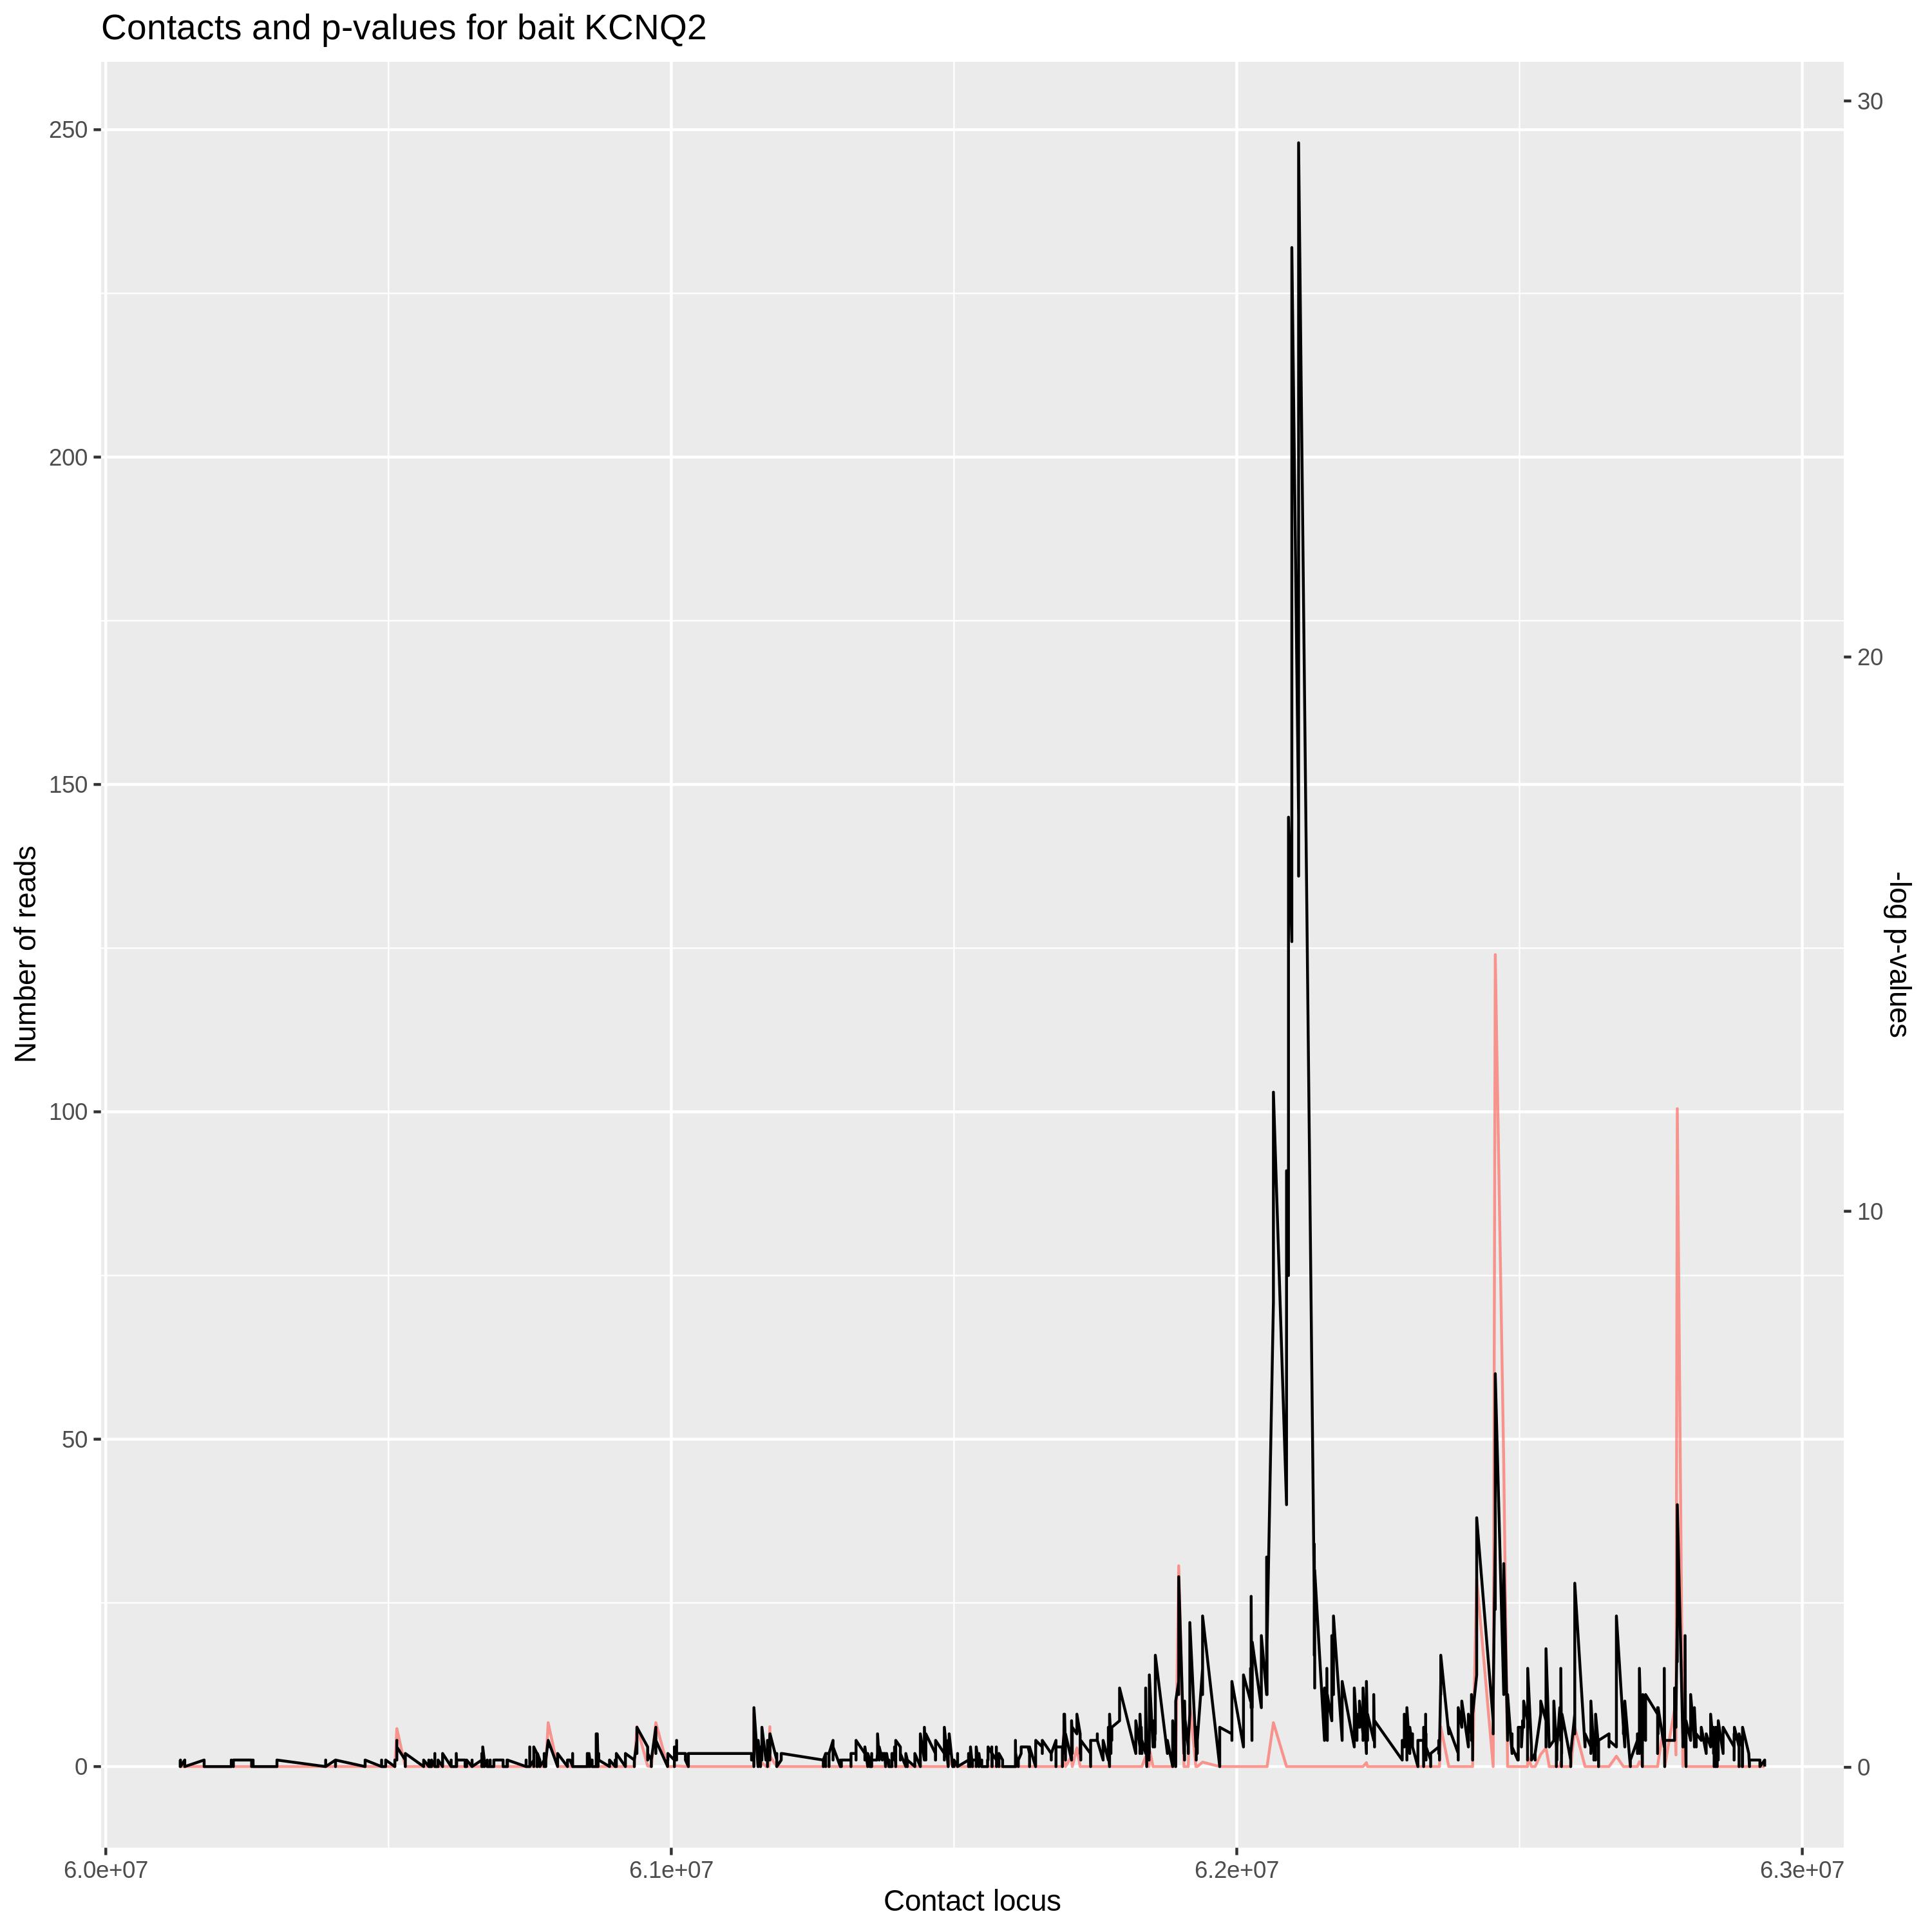 Contacts and p-values for bait KCNQ2
250
200
150
100
50
0
30
20
10
0
Number of reads
-log p-values
6.0e+07
6.1e+07
6.2e+07
6.3e+07
Contact locus